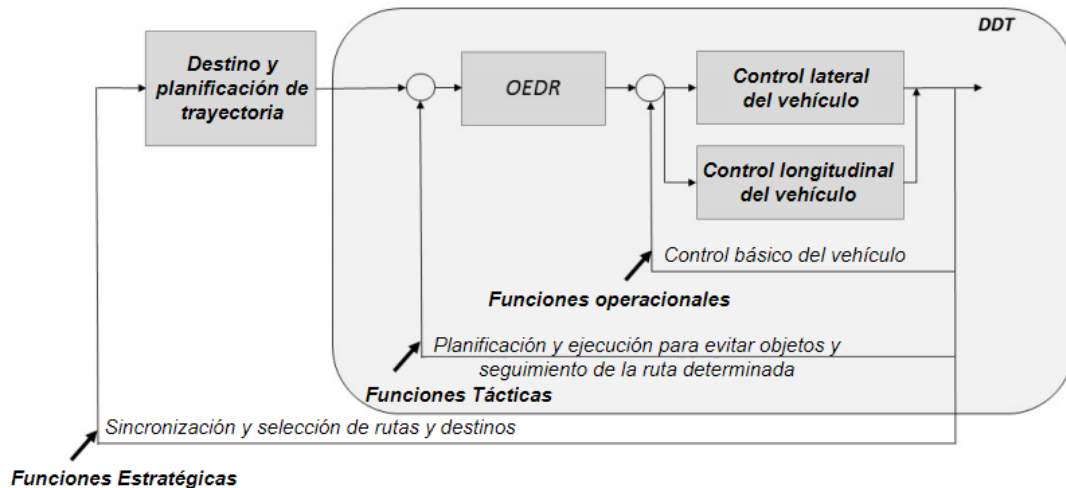 DDT
Destino y
planificación de
trayectoria
OEDR
Control lateral
del vehículo
Control longitudinal
del vehículo
Control básico del vehículo
Funciones operacionales
Planificación y ejecución para evitar objetos y
seguimiento de la ruta determinada
Funciones Tácticas
Sincronización y selección de rutas y destinos
Funciones Estratégicas